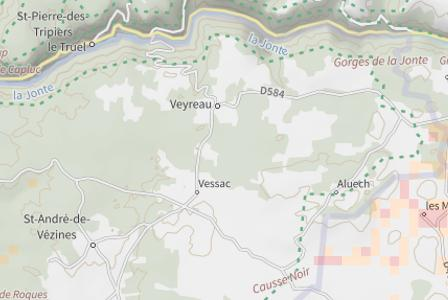 St-Pierre-des-
Tripiers
le Truel
la Jonte
Gorges de la Jonte
Capluc
la Jonte
Veyreau
D584
Vessac
Aluech
St-André-de-
Vézines
les M
Causse Noir
de Roques